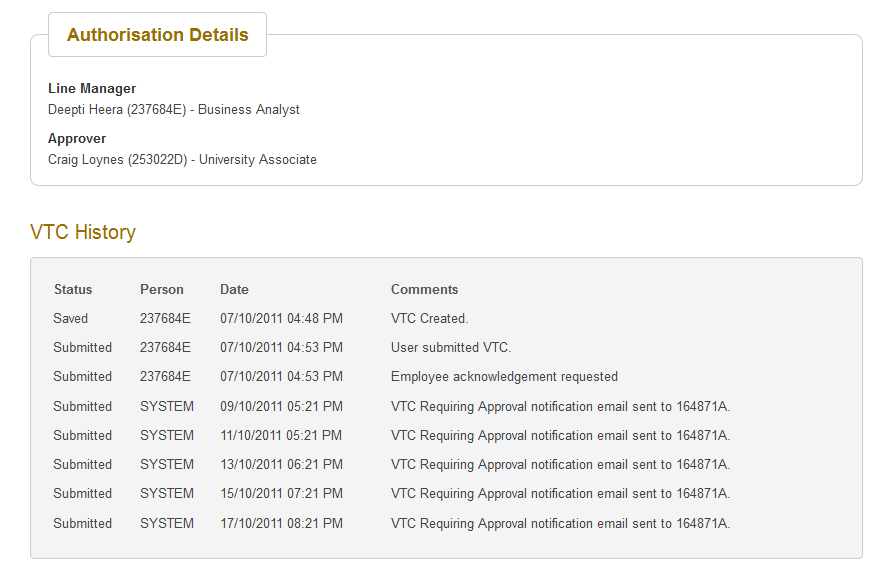 Authorisation Details
Line Manager
Deepti Heera (237684E) - Business Analyst
Approver
Craig Loynes (253022D) - University Associate
VTC History
Status Person Date Comments
Saved 237684E 07/10/2011 04:48 PM VTC Created.
Submitted 237684E 07/10/2011 04:53 PM User submitted VTC.
Submitted 237684E 07/10/2011 04:53 PM Employee acknowledgement requested
Submitted SYSTEM 09/10/2011 05:21 PM VTC Requiring Approval notification email sent to 164871A.
Submitted SYSTEM 11/10/2011 05:21 PM VTC Requiring Approval notification email sent to 164871A.
Submitted SYSTEM 13/10/2011 06:21 PM VTC Requiring Approval notification email sent to 164871A.
Submitted SYSTEM 15/10/2011 07:21 PM VTC Requiring Approval notification email sent to 164871A.
Submitted SYSTEM 17/10/2011 08:21 PM VTC Requiring Approval notification email sent to 164871A.